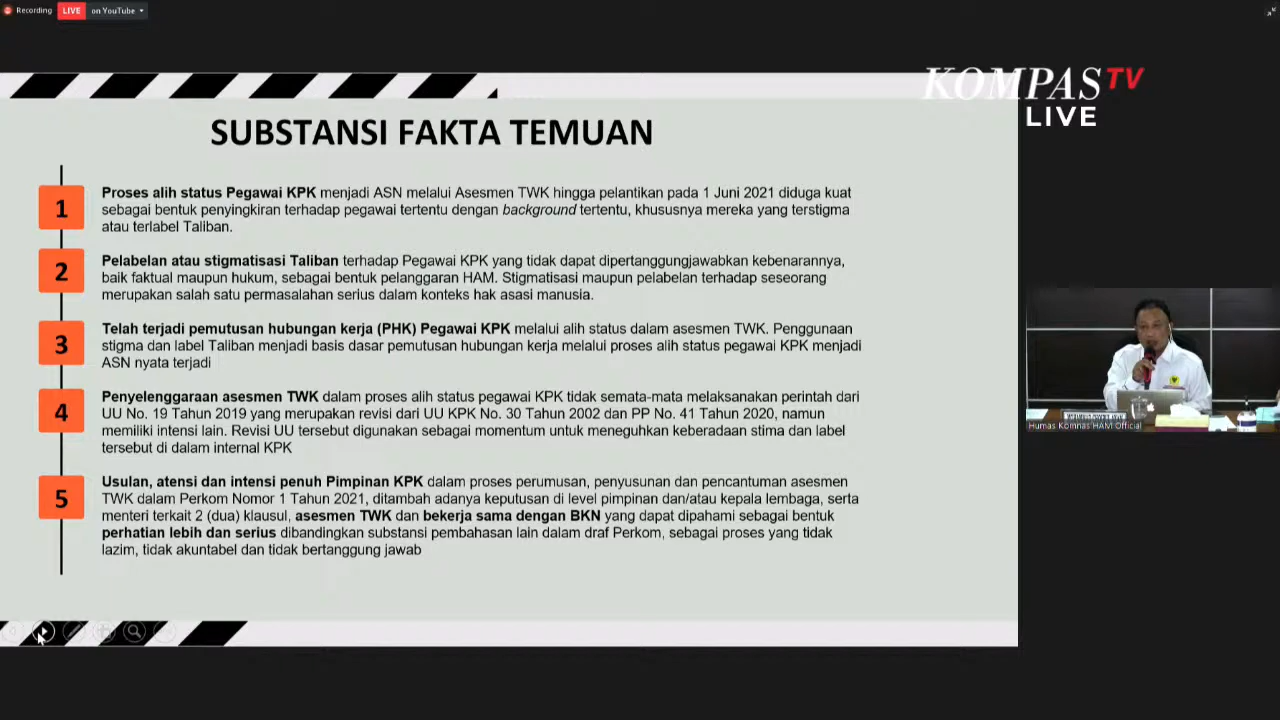 Recording
LIVE
on YouTube
KOMPAS TV
LIVE
SUBSTANSI FAKTA TEMUAN
1
Proses alih status Pegawai KPK menjadi ASN melalui Asesmen TWK hingga pelantikan pada 1 Juni 2021 diduga kuat
sebagai bentuk penyingkiran terhadap pegawai tertentu dengan background tertentu, khususnya mereka yang terstigma
atau terlabel Taliban.
2
Pelabelan atau stigmatisasi Taliban terhadap Pegawai KPK yang tidak dapat dipertanggungjawabkan kebenarannya,
baik faktual maupun hukum, sebagai bentuk pelanggaran HAM. Stigmatisasi maupun pelabelan terhadap seseorang
merupakan salah satu permasalahan serius dalam konteks hak asasi manusia.
3
Telah terjadi pemutusan hubungan kerja (PHK) Pegawai KPK melalui alih status dalam asesmen TWK. Penggunaan
stigma dan label Taliban menjadi basis dasar pemutusan hubungan kerja melalui proses alih status pegawai KPK menjadi
ASN nyata terjadi
4
Penyelenggaraan asesmen TWK dalam proses alih status pegawai KPK tidak semata-mata melaksanakan perintah dari
UU No. 19 Tahun 2019 yang merupakan revisi dari UU KPK No. 30 Tahun 2002 dan PP No. 41 Tahun 2020, namun
memiliki intensi lain. Revisi UU tersebut digunakan sebagai momentum untuk meneguhkan keberadaan stima dan label
tersebut di dalam internal KPK
5
Usulan, atensi dan intensi penuh Pimpinan KPK dalam proses perumusan, penyusunan dan pencantuman asesmen
TWK dalam Perkom Nomor 1 Tahun 2021, ditambah adanya keputusan di level pimpinan dan/atau kepala lembaga, serta
menteri terkait 2 (dua) klausul, asesmen TWK dan bekerja sama dengan BKN yang dapat dipahami sebagai bentuk
perhatian lebih dan serius dibandingkan substansi pembahasan lain dalam draf Perkom, sebagai proses yang tidak
lazim, tidak akuntabel dan tidak bertanggung jawab
Humas Komnas HAM Official